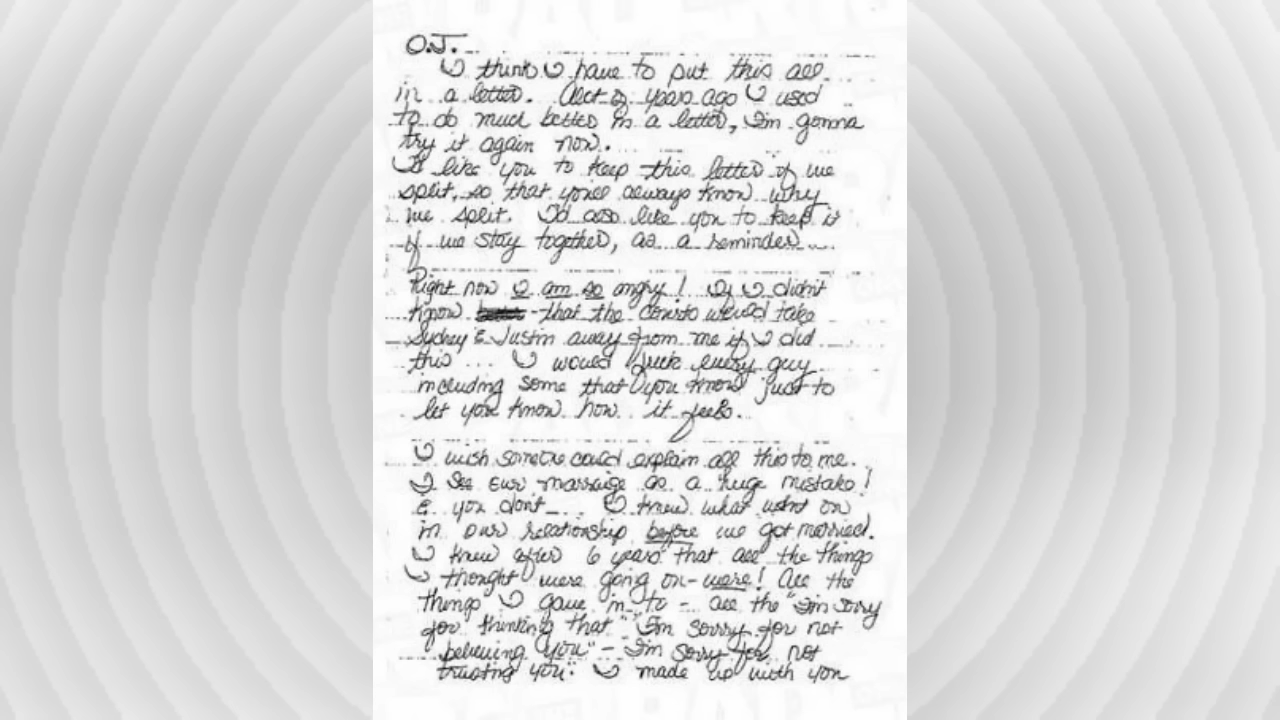 O.J.
I think I have to put this all
in a letter. Alot of years ago I used
to do much better in a letter, I'm gonna
try it again now.
I'd like you to keep this letter if we
split, so that you'll always know why
we split. I'd also like you to keep it
if we stay together, as a reminder....
Right now I am so angry! If I didn't
know that the courts would take
Sydney & Justin away from me if I did
this ... I would fuck every guy
including some that you know just to
let you know how it feels.
I wish someone could explain all this to me.
I see our marraige as a huge mistake!
& you don't... I knew what went on
in our relationship before we got married.
I knew after 6 years that all the things
I thought were going on - were! All the
things I gave in to - all the "I'm sorry
for thinking that" "I'm sorry for not
believing you" - I'm sorry for not
trusting you". I made up with you